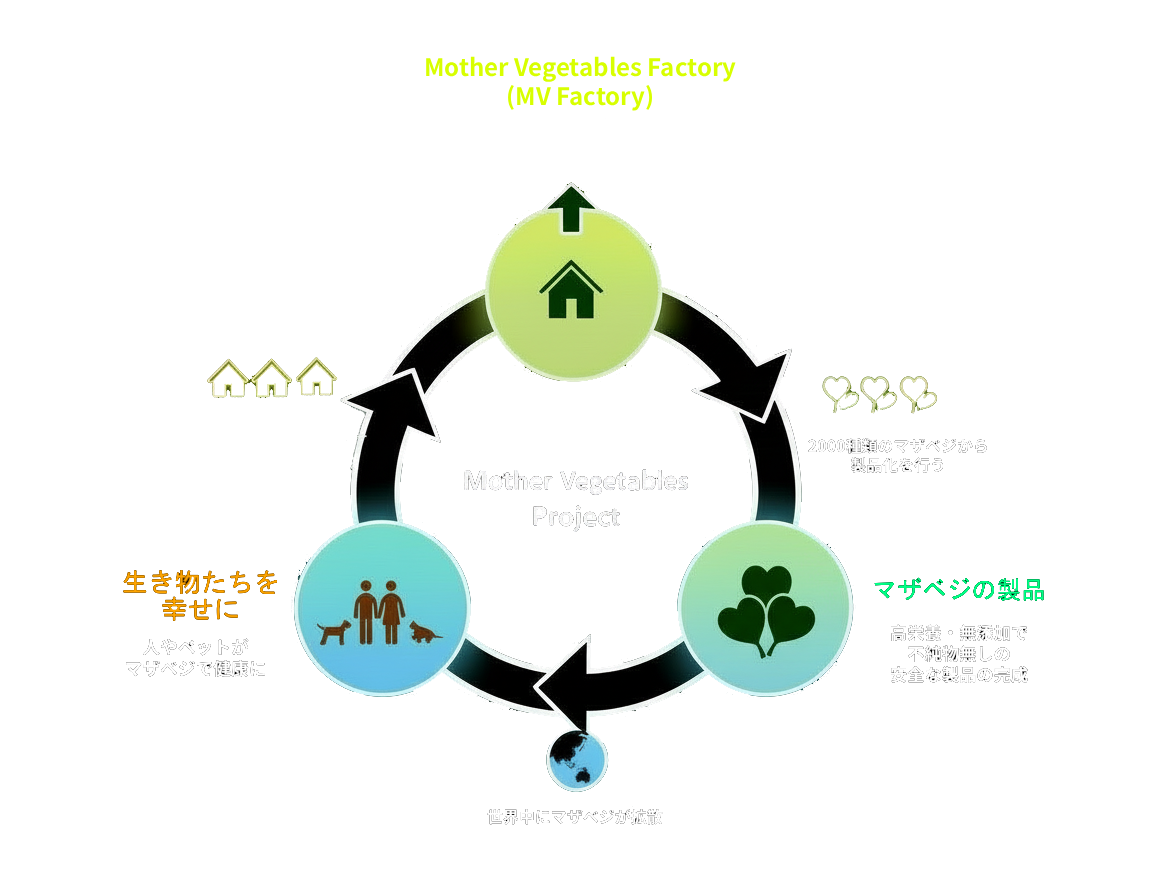 Mother Vegetables Factory
(MV Factory)
2000種類のマザベジから
製品化を行う
Mother Vegetables
Project
生き物たちを
幸せに
人やペットが
マザベジで健康に
マザベジの製品
高栄養・無添加で
不純物無しの
安全な製品の完成
世界中にマザベジが拡散